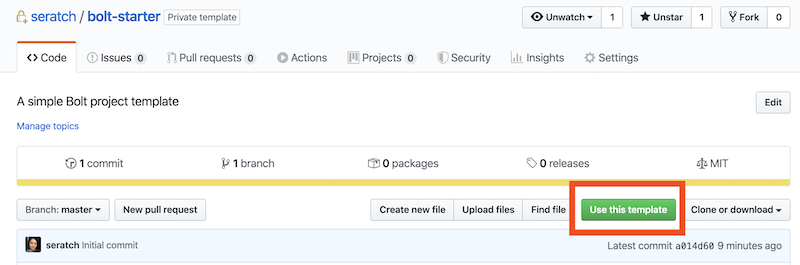 seratch / bolt-starter Private template Unwatch 1 Unstar 1 Fork 0
Code Issues 0 Pull requests 0 Actions Projects 0 Security Insights Settings
A simple Bolt project template Edit
Manage topics
1 commit 1 branch 0 packages 0 releases MIT
Branch: master New pull request Create new file Upload files Find file Use this template Clone or download
seratch Initial commit Latest commit a014d60 9 minutes ago